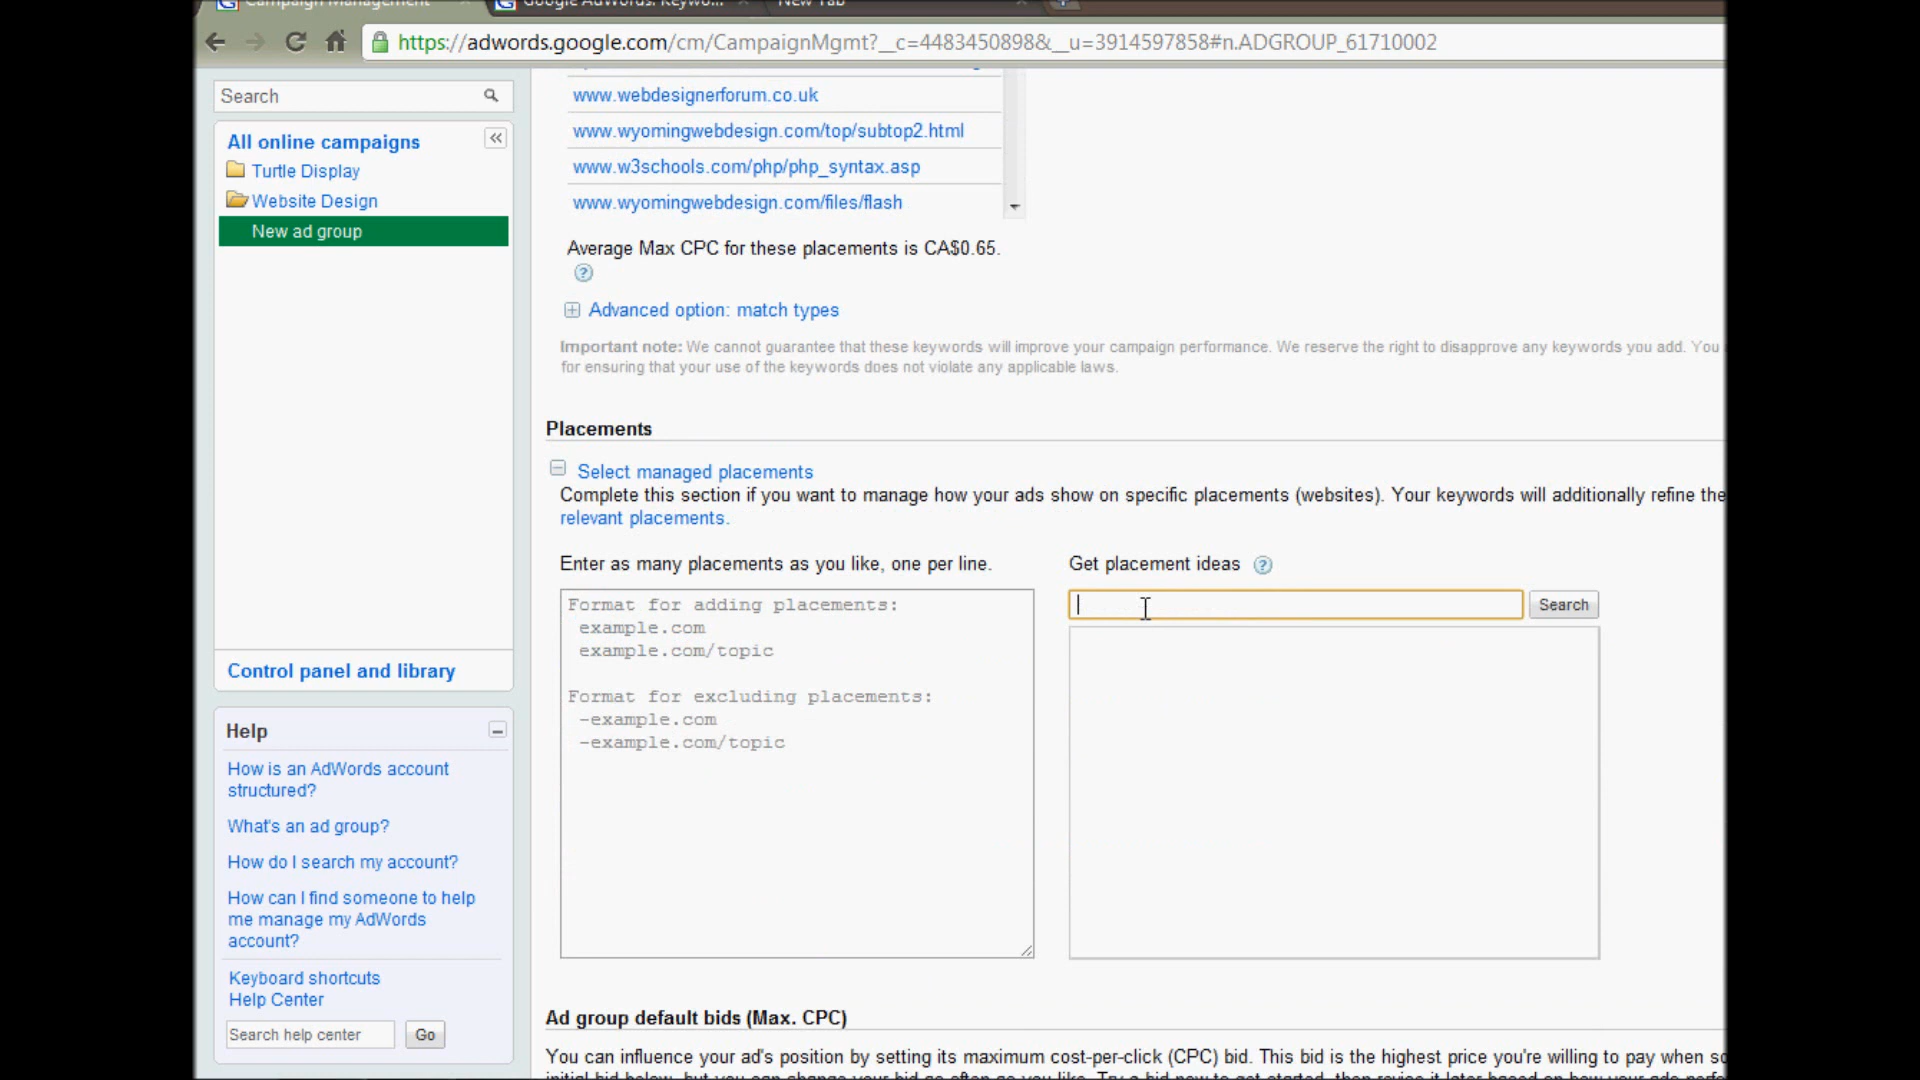 Campaign Management
Google AdWords: Keywo...
New Tab
https://adwords.google.com/cm/CampaignMgmt?__c=4483450898&__u=3914597858#n.ADGROUP_61710002
Search
All online campaigns
Turtle Display
Website Design
New ad group
Control panel and library
Help
How is an AdWords account
structured?
What's an ad group?
How do I search my account?
How can I find someone to help
me manage my AdWords
account?
Keyboard shortcuts
Help Center
Search help center
Go
www.webdesignerforum.co.uk
www.wyomingwebdesign.com/top/subtop2.html
www.w3schools.com/php/php_syntax.asp
www.wyomingwebdesign.com/files/flash
Average Max CPC for these placements is CA$0.65.
Advanced option: match types
Important note: We cannot guarantee that these keywords will improve your campaign performance. We reserve the right to disapprove any keywords you add. You
for ensuring that your use of the keywords does not violate any applicable laws.
Placements
Select managed placements
Complete this section if you want to manage how your ads show on specific placements (websites). Your keywords will additionally refine the
relevant placements.
Enter as many placements as you like, one per line.
Format for adding placements:
example.com
example.com/topic
Format for excluding placements:
-example.com
-example.com/topic
Get placement ideas
Search
Ad group default bids (Max. CPC)
You can influence your ad's position by setting its maximum cost-per-click (CPC) bid. This bid is the highest price you're willing to pay when